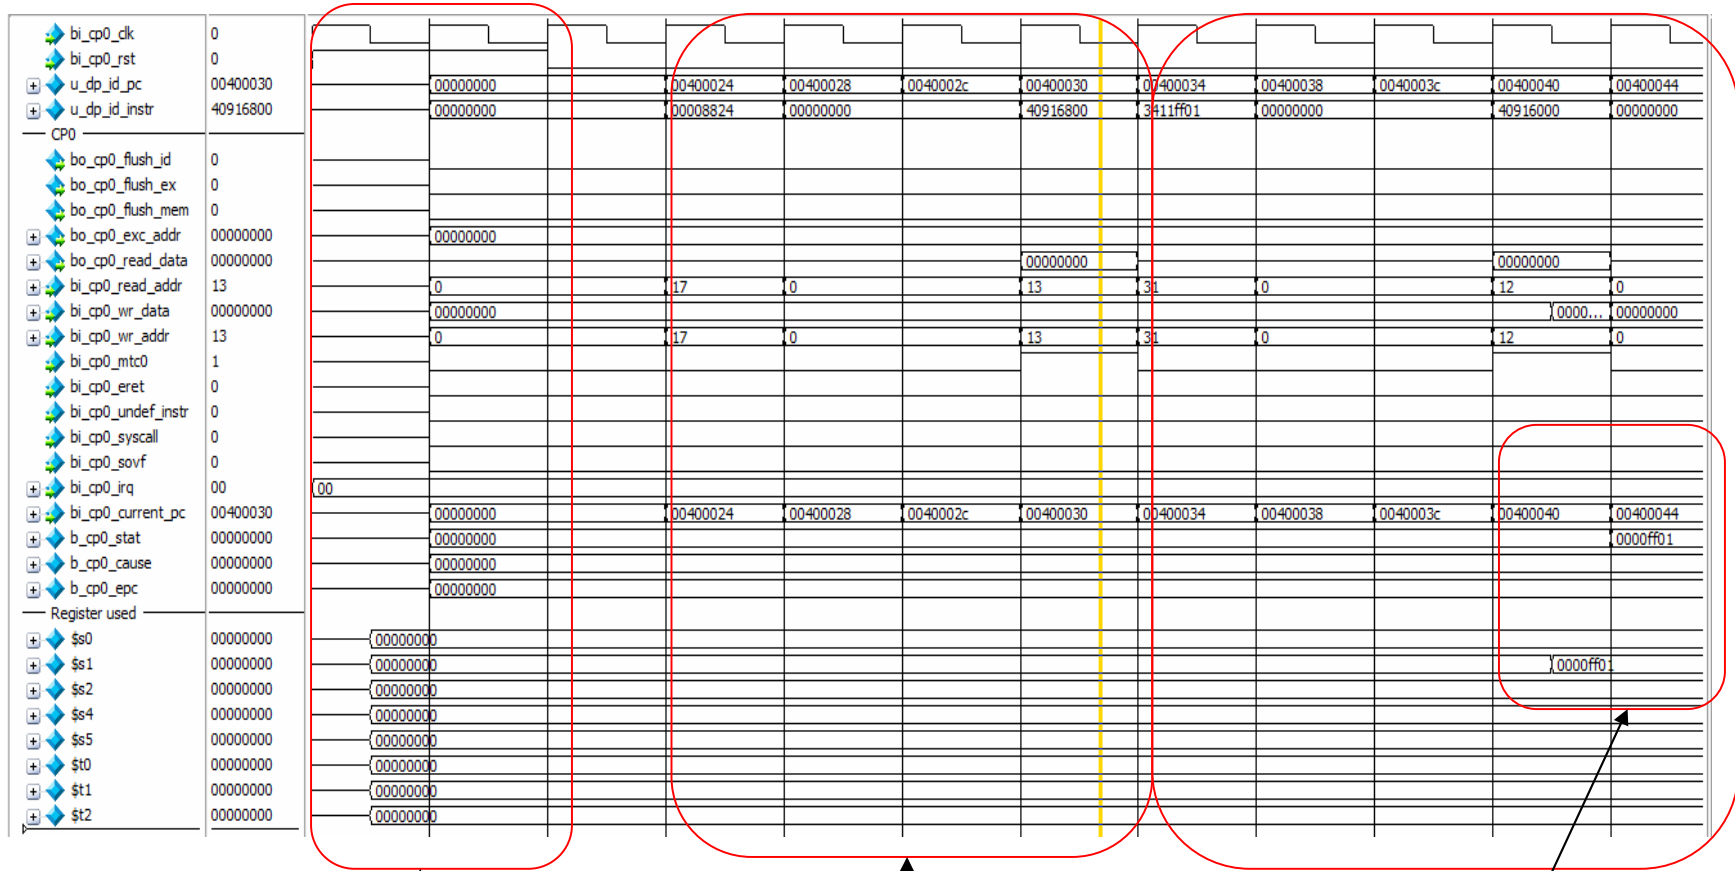 bi_cp0_clk 0
bi_cp0_rst 0
u_dp_id_pc 00400030 00000000 00400024 00400028 0040002c 00400030 00400034 00400038 0040003c 00400040 00400044
u_dp_id_instr 40916800 00000000 00008824 00000000 40916800 3411ff01 00000000 40916000 00000000
CP0
bo_cp0_flush_id 0
bo_cp0_flush_ex 0
bo_cp0_flush_mem 0
bo_cp0_exc_addr 00000000 00000000
bo_cp0_read_data 00000000 00000000 00000000
bi_cp0_read_addr 13 0 17 0 13 31 0 12 0
bi_cp0_wr_data 00000000 00000000 0000... 00000000
bi_cp0_wr_addr 13 0 17 0 13 31 0 12 0
bi_cp0_mtc0 1
bi_cp0_eret 0
bi_cp0_undef_instr 0
bi_cp0_syscall 0
bi_cp0_sovf 0
bi_cp0_irq 00 00
bi_cp0_current_pc 00400030 00000000 00400024 00400028 0040002c 00400030 00400034 00400038 0040003c 00400040 00400044
b_cp0_stat 00000000 00000000 0000ff01
b_cp0_cause 00000000 00000000
b_cp0_epc 00000000 00000000
Register used
$s0 00000000 00000000
$s1 00000000 00000000 0000ff01
$s2 00000000 00000000
$s4 00000000 00000000
$s5 00000000 00000000
$t0 00000000 00000000
$t1 00000000 00000000
$t2 00000000 00000000